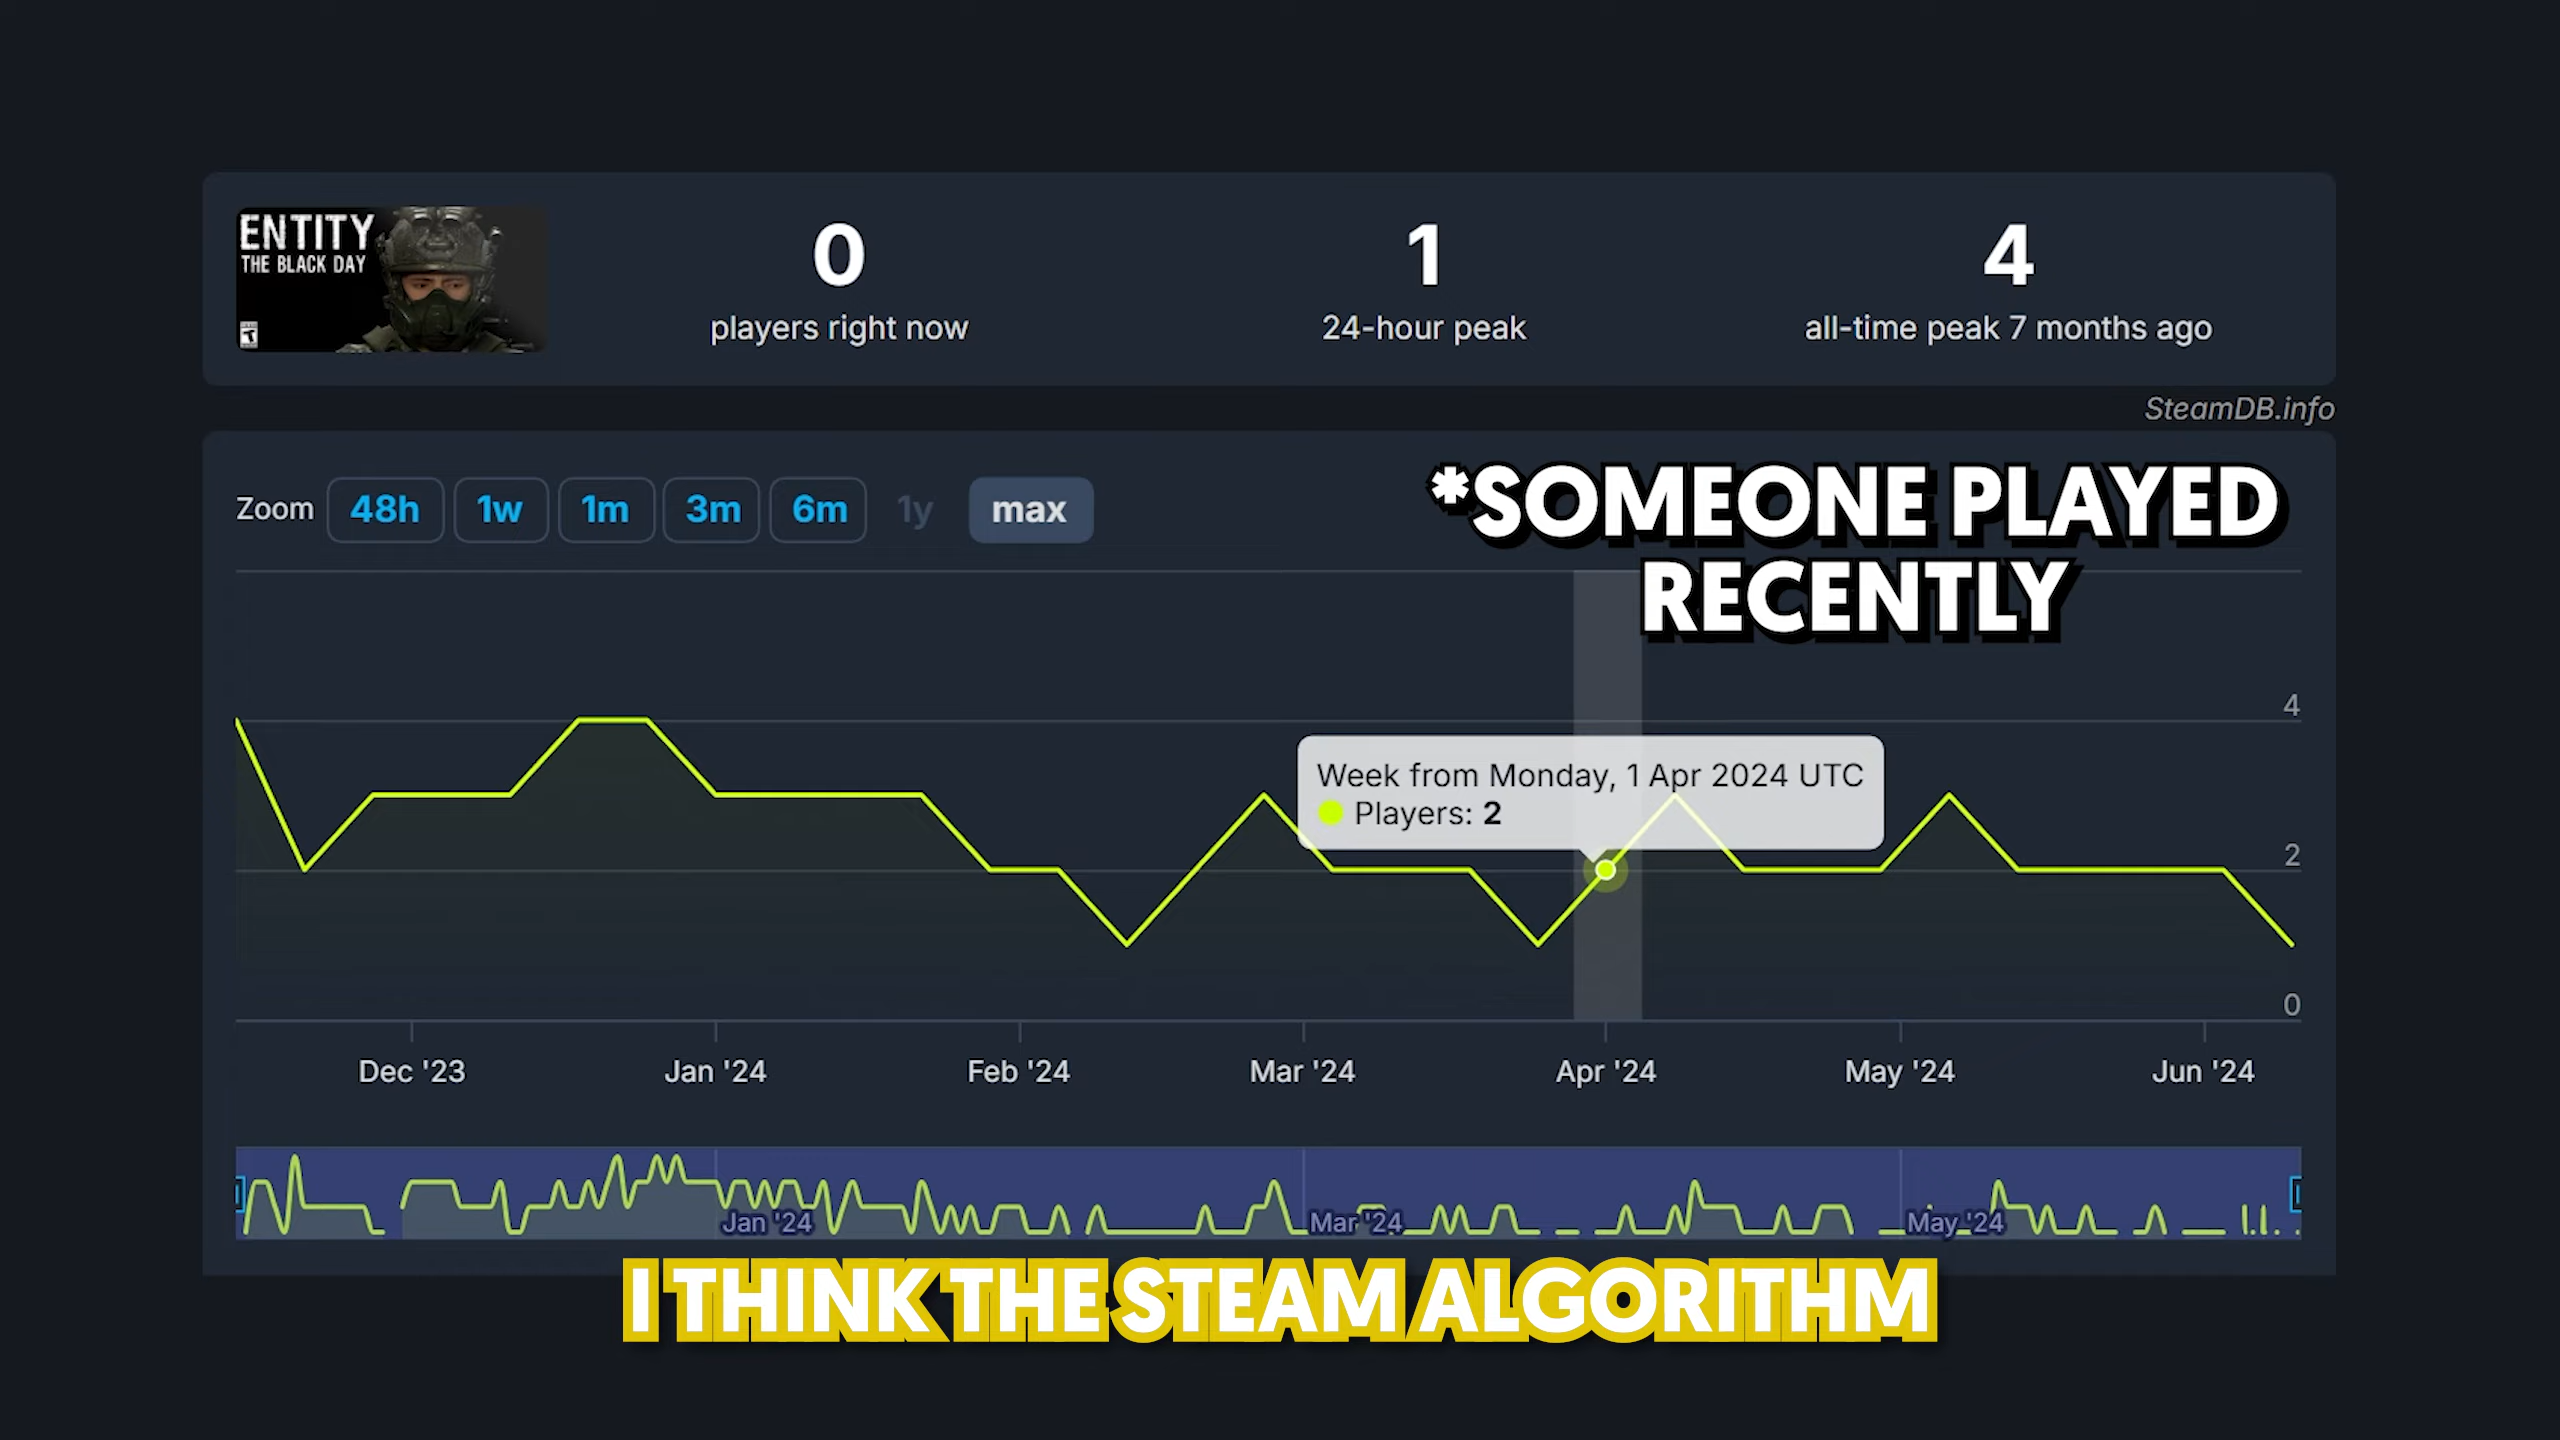 ENTITY
THE BLACK DAY
T
0
players right now
1
24-hour peak
4
all-time peak 7 months ago
SteamDB.info
Zoom 48h 1w 1m 3m 6m 1y max
*SOMEONE PLAYED
RECENTLY
4
Week from Monday, 1 Apr 2024 UTC
Players: 2
2
0
Dec '23 Jan '24 Feb '24 Mar '24 Apr '24 May '24 Jun '24
Jan '24 Mar '24 May '24
I THINK THE STEAM ALGORITHM